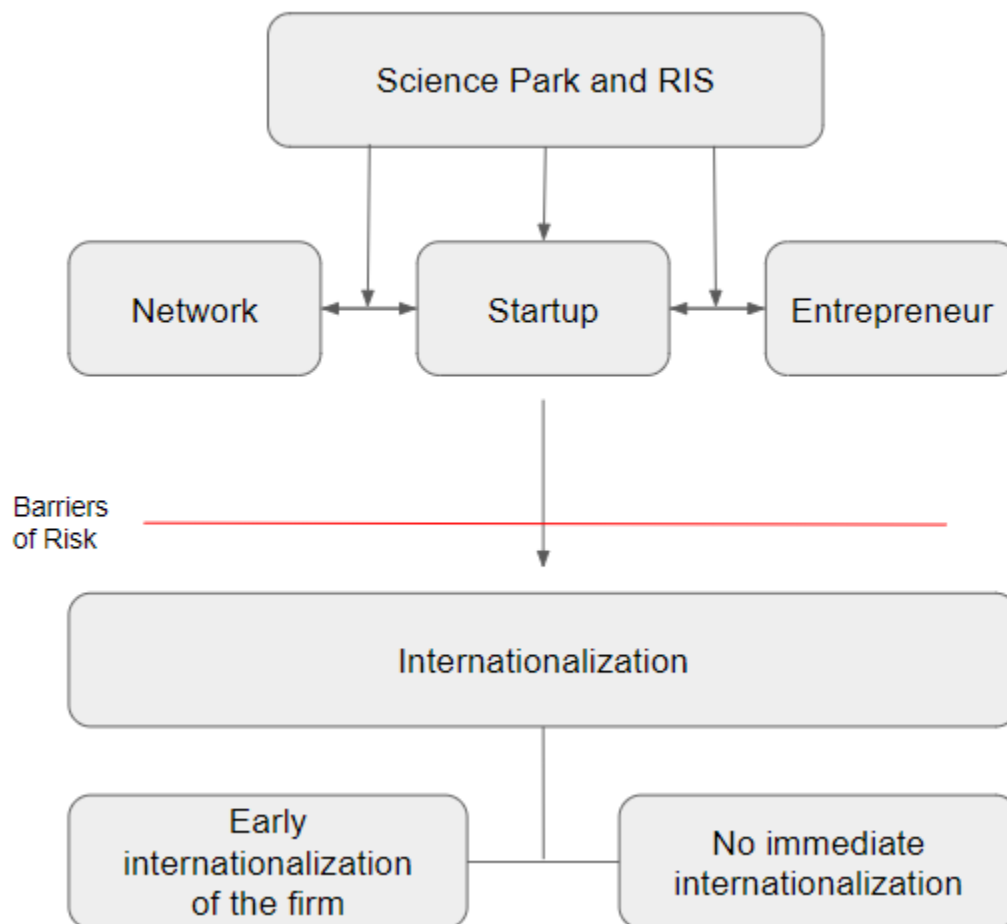 Science Park and RIS
Network
Startup
Entrepreneur
Barriers
of Risk
Internationalization
Early
internationalization
of the firm
No immediate
internationalization